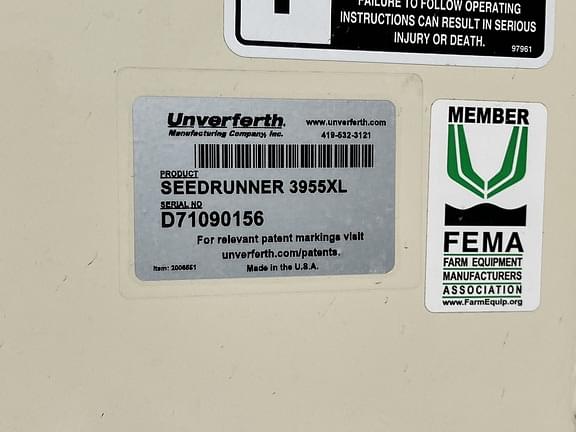 FAILURE TO FOLLOW OPERATING
INSTRUCTIONS CAN RESULT IN SERIOUS
INJURY OR DEATH.
97961
Unverferth
Manufacturing Company, Inc.
www.unverferth.com
419-532-3121
PRODUCT
SEEDRUNNER 3955XL
SERIAL NO
D71090156
For relevant patent markings visit
unverferth.com/patents.
Item: 2006551
Made in the U.S.A.
MEMBER
FEMA
FARM EQUIPMENT
MANUFACTURERS
ASSOCIATION
www.FarmEquip.org